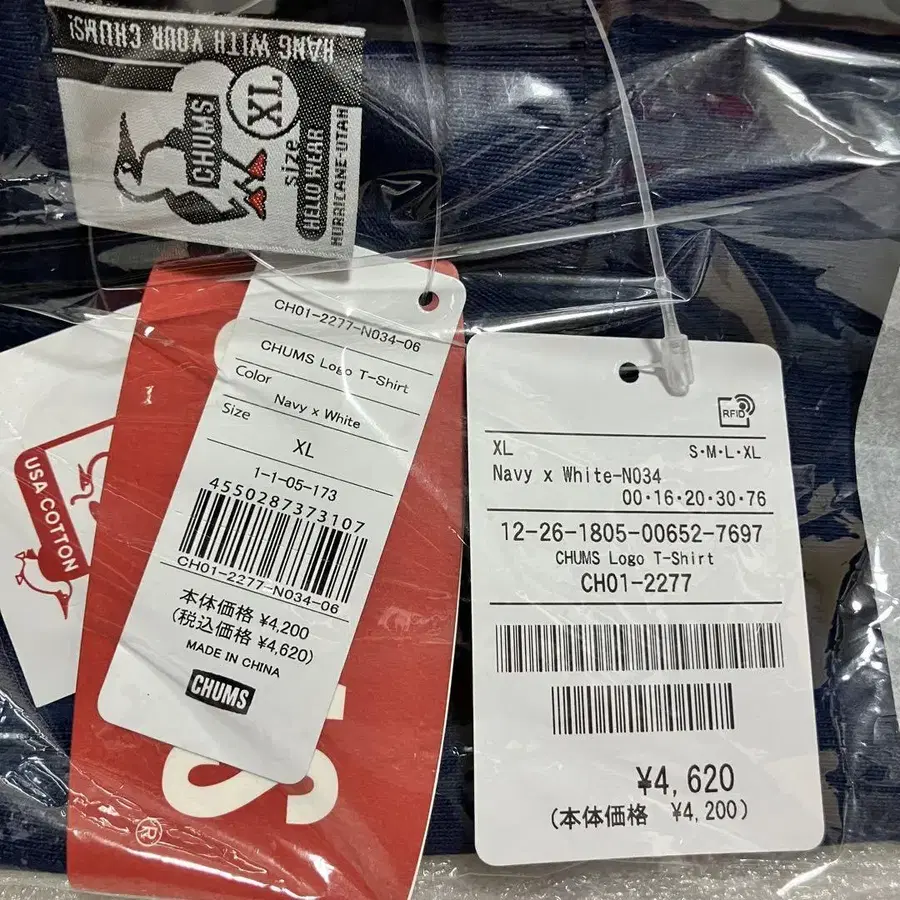 HANG WITH YOUR CHUMS!
CHUMS
XL
size
HELLO WEAR
HURRICANE-UTAH
USA COTTON
CH01-2277-N034-06
CHUMS Logo T-Shirt
Color
Navy x White
Size
XL
1-1-05-173
4550287373107
CH01-2277-N034-06
本体価格 ¥4,200
(税込価格 ¥4,620)
MADE IN CHINA
CHUMS
®
RFID
XL S・M・L・XL
Navy x White-N034
00・16・20・30・76
12-26-1805-00652-7697
CHUMS Logo T-Shirt
CH01-2277
¥4,620
(本体価格 ¥4,200)